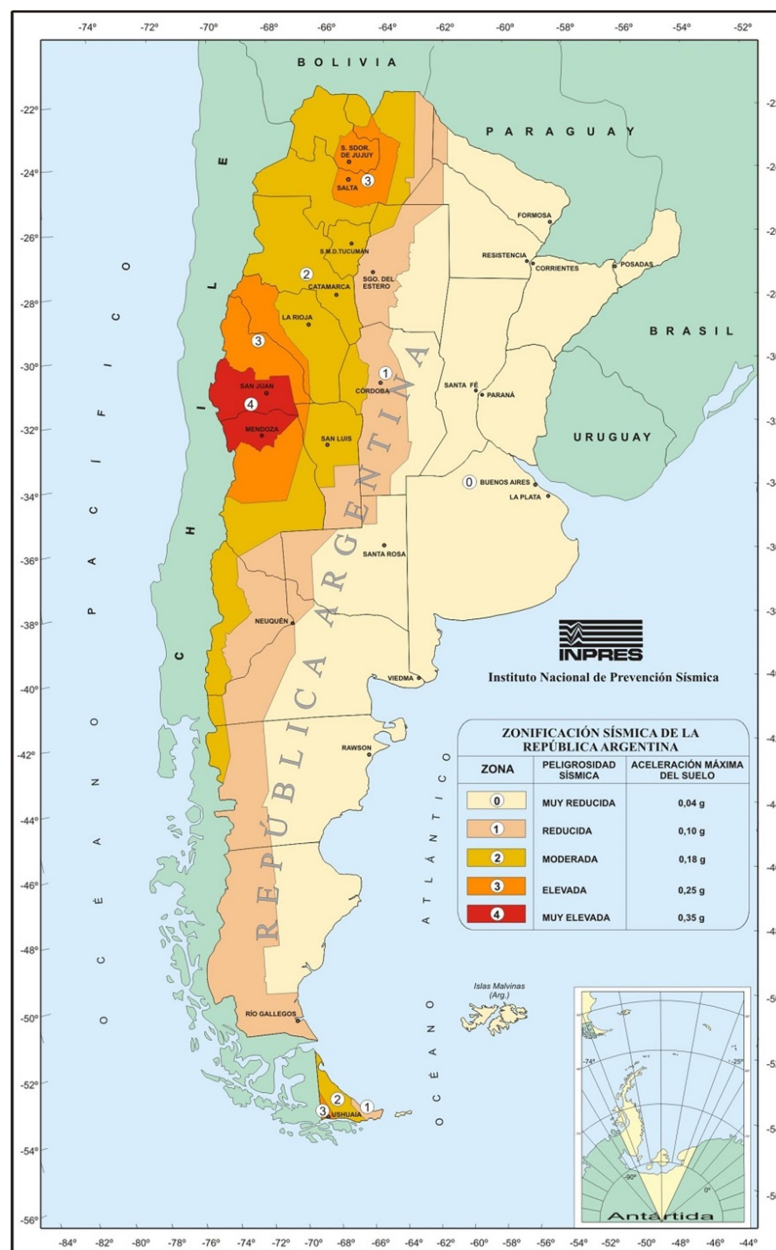 -74° -72° -70° -68° -66° -64° -62° -60° -58° -56° -54°
BOLIVIA
PARAGUAY
BRASIL
URUGUAY
CHILE
OCÉANO PACÍFICO
OCÉANO ATLÁNTICO
REPÚBLICA ARGENTINA
-22°
-24°
-26°
-28°
-30°
-32°
-34°
-36°
-38°
-40°
-42°
-44°
-46°
-48°
-50°
-52°
-54°
-56°
S. SDOR.
DE JUJUY
SALTA
3
FORMOSA
S.M.D.TUCUMÁN
RESISTENCIA
CORRIENTES
POSADAS
2
SGO. DEL
ESTERO
CATAMARCA
LA RIOJA
3
1
CÓRDOBA
SAN JUAN
4
SANTA FÉ
PARANÁ
MENDOZA
SAN LUIS
0
BUENOS AIRES
LA PLATA
SANTA ROSA
NEUQUÉN
VIEDMA
RAWSON
RÍO GALLEGOS
2
3
1
USHUAIA
Islas Malvinas
(Arg.)
INPRES
Instituto Nacional de Prevención Sísmica
ZONIFICACIÓN SÍSMICA DE LA
REPÚBLICA ARGENTINA
ZONA PELIGROSIDAD SÍSMICA ACELERACIÓN MÁXIMA DEL SUELO
0 MUY REDUCIDA 0,04 g
1 REDUCIDA 0,10 g
2 MODERADA 0,18 g
3 ELEVADA 0,25 g
4 MUY ELEVADA 0,35 g
-74°
-25°
-90°
0°
Antártida
-84° -82° -80° -78° -76° -74° -72° -70° -68° -66° -64° -62° -60° -58° -56° -54° -52° -50° -48° -46° -44°